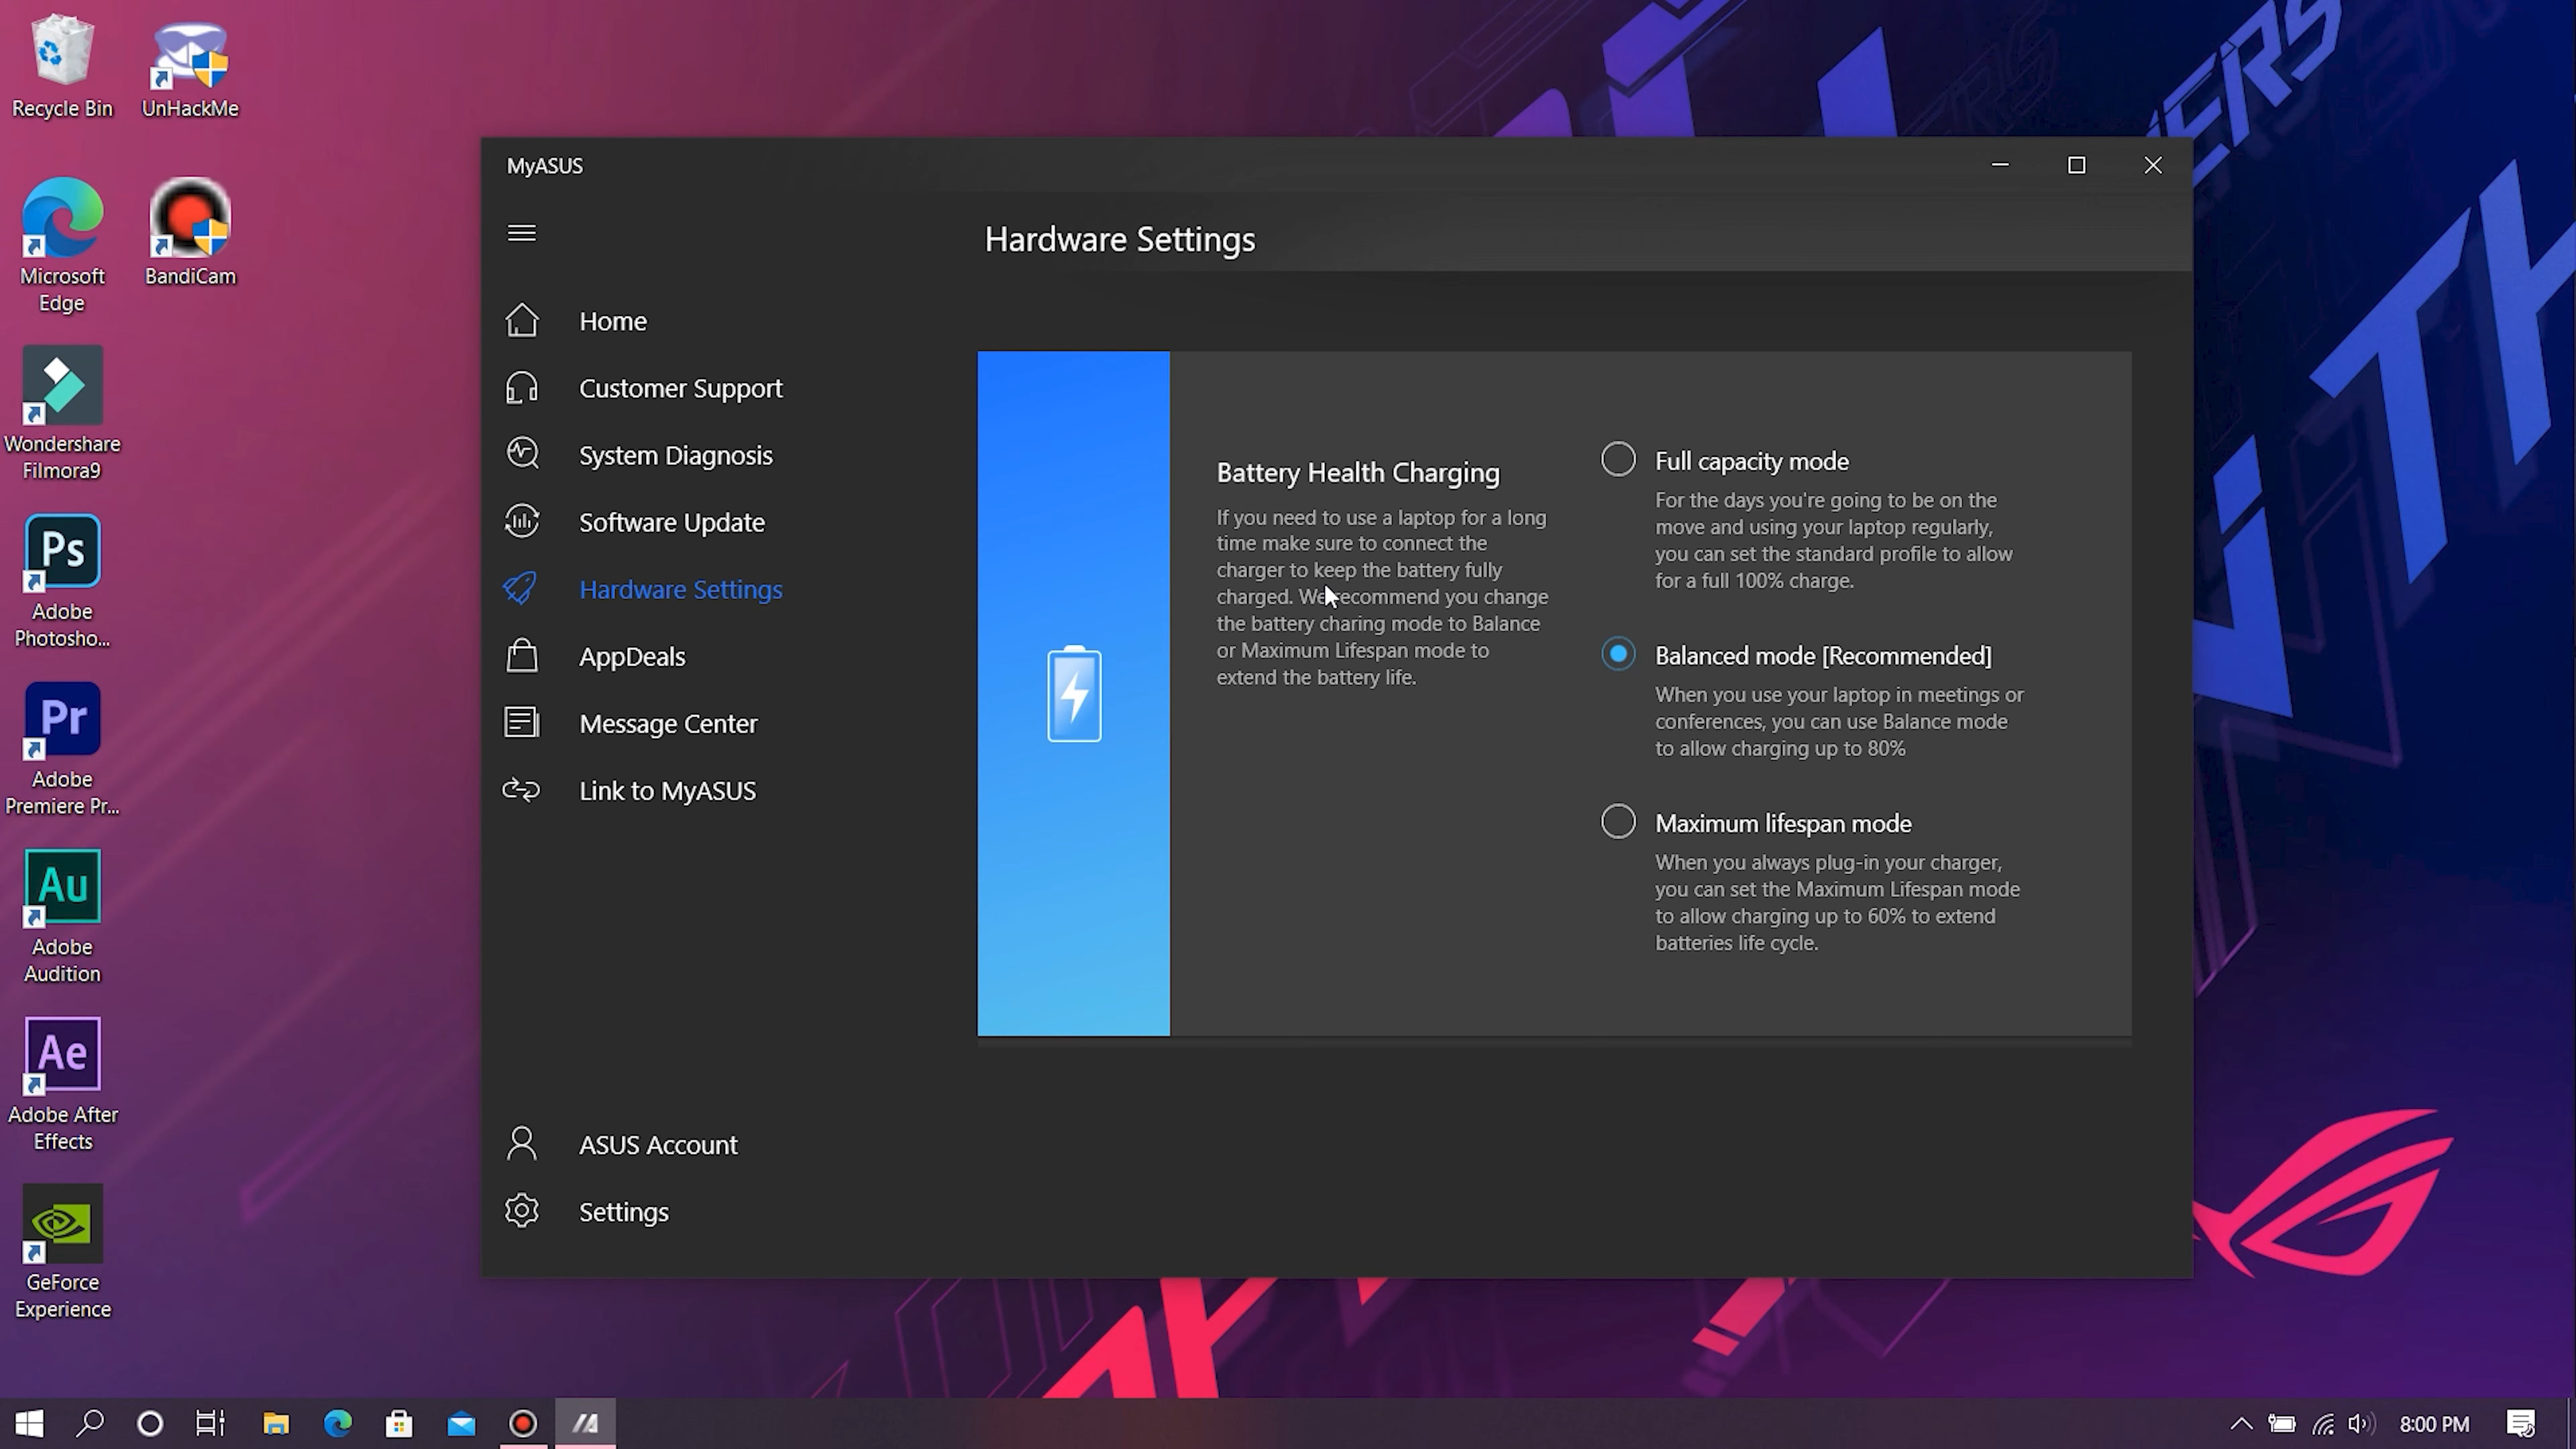 Recycle Bin
UnHackMe
Microsoft
Edge
BandiCam
Wondershare
Filmora9
Ps
Adobe
Photosho...
Pr
Adobe
Premiere Pr...
Au
Adobe
Audition
Ae
Adobe After
Effects
GeForce
Experience
MyASUS
Hardware Settings
Home
Customer Support
System Diagnosis
Software Update
Hardware Settings
AppDeals
Message Center
Link to MyASUS
ASUS Account
Settings
Battery Health Charging
If you need to use a laptop for a long
time make sure to connect the
charger to keep the battery fully
charged. We recommend you change
the battery charing mode to Balance
or Maximum Lifespan mode to
extend the battery life.
Full capacity mode
For the days you're going to be on the
move and using your laptop regularly,
you can set the standard profile to allow
for a full 100% charge.
Balanced mode [Recommended]
When you use your laptop in meetings or
conferences, you can use Balance mode
to allow charging up to 80%
Maximum lifespan mode
When you always plug-in your charger,
you can set the Maximum Lifespan mode
to allow charging up to 60% to extend
batteries life cycle.
8:00 PM